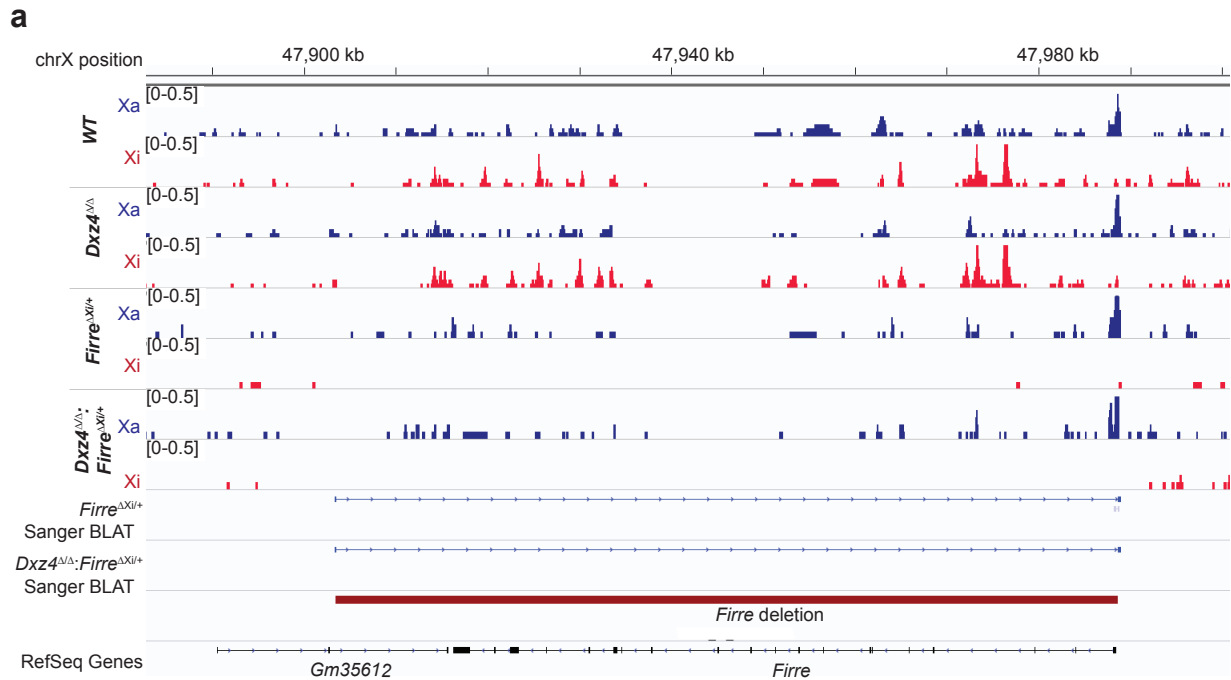 a
chrX position 47,900 kb 47,940 kb 47,980 kb
WT
Xa [0-0.5]
Xi [0-0.5]
Dxz4Δ/Δ
Xa [0-0.5]
Xi [0-0.5]
FirreΔXi/+
Xa [0-0.5]
Xi [0-0.5]
Dxz4Δ/Δ:
FirreΔXi/+
Xa [0-0.5]
Xi [0-0.5]
FirreΔXi/+
Sanger BLAT
Dxz4Δ/Δ:FirreΔXi/+
Sanger BLAT
Firre deletion
RefSeq Genes
Gm35612 Firre